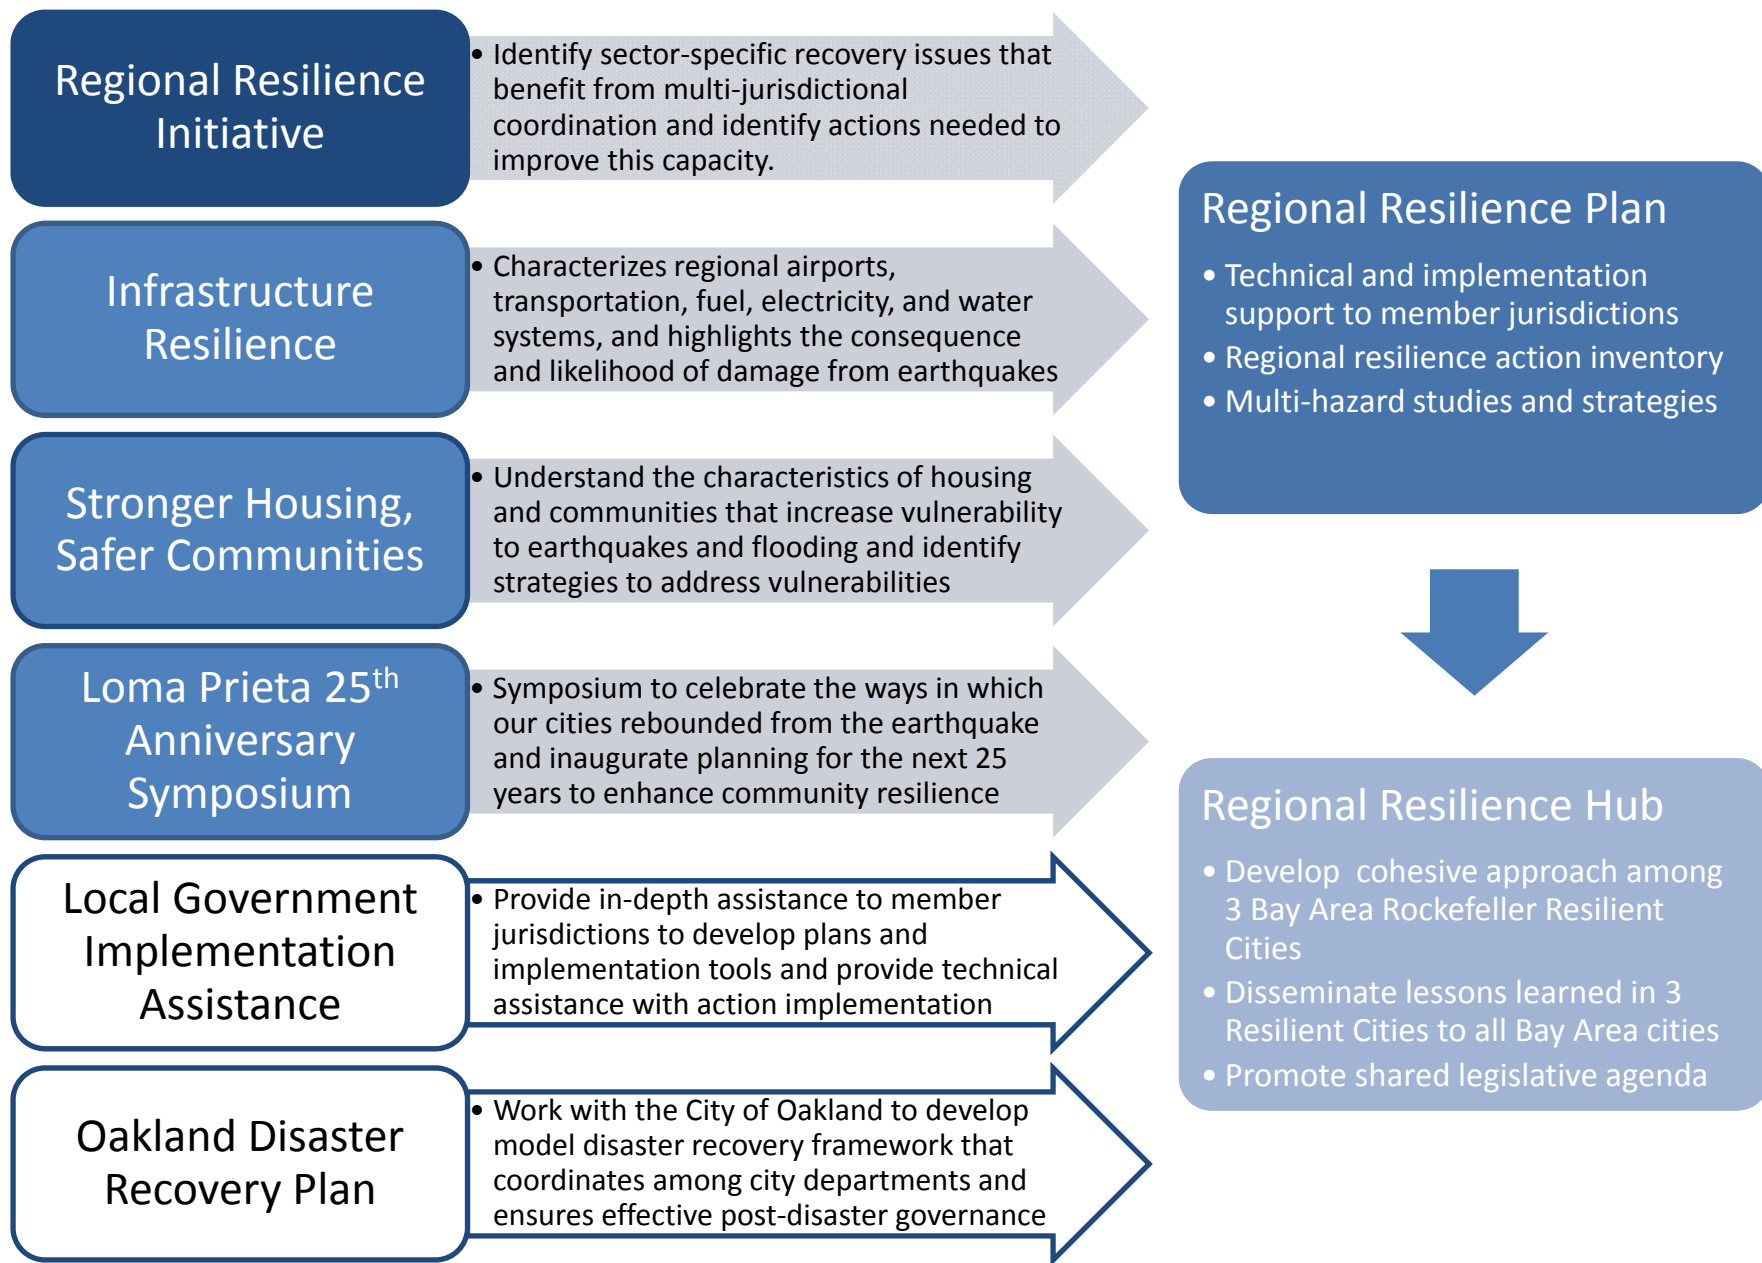 Regional Resilience
Initiative
• Identify sector-specific recovery issues that
benefit from multi-jurisdictional
coordination and identify actions needed to
improve this capacity.
Infrastructure
Resilience
• Characterizes regional airports,
transportation, fuel, electricity, and water
systems, and highlights the consequence
and likelihood of damage from earthquakes
Stronger Housing,
Safer Communities
• Understand the characteristics of housing
and communities that increase vulnerability
to earthquakes and flooding and identify
strategies to address vulnerabilities
Loma Prieta 25th
Anniversary
Symposium
• Symposium to celebrate the ways in which
our cities rebounded from the earthquake
and inaugurate planning for the next 25
years to enhance community resilience
Local Government
Implementation
Assistance
• Provide in-depth assistance to member
jurisdictions to develop plans and
implementation tools and provide technical
assistance with action implementation
Oakland Disaster
Recovery Plan
• Work with the City of Oakland to develop
model disaster recovery framework that
coordinates among city departments and
ensures effective post-disaster governance
Regional Resilience Plan
• Technical and implementation
support to member jurisdictions
• Regional resilience action inventory
• Multi-hazard studies and strategies
Regional Resilience Hub
• Develop cohesive approach among
3 Bay Area Rockefeller Resilient
Cities
• Disseminate lessons learned in 3
Resilient Cities to all Bay Area cities
• Promote shared legislative agenda